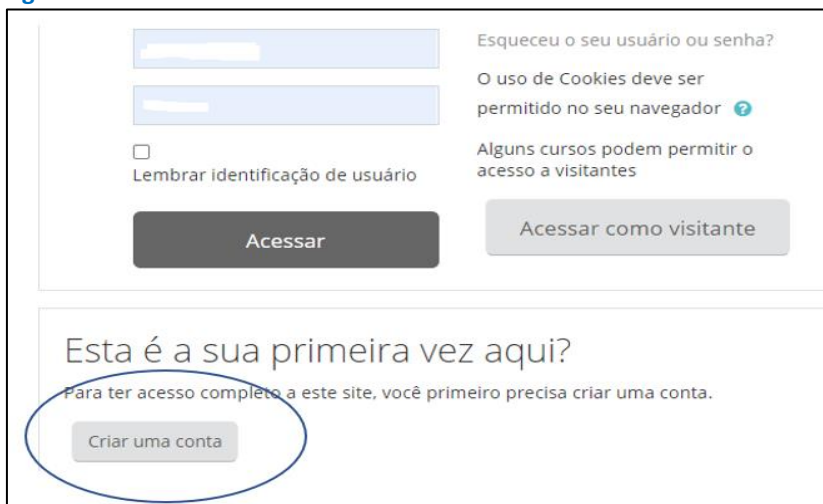 Esqueceu o seu usuário ou senha?
O uso de Cookies deve ser
permitido no seu navegador ?
Alguns cursos podem permitir o
acesso a visitantes
Lembrar identificação de usuário
Acessar
Acessar como visitante
Esta é a sua primeira vez aqui?
Para ter acesso completo a este site, você primeiro precisa criar uma conta.
Criar uma conta